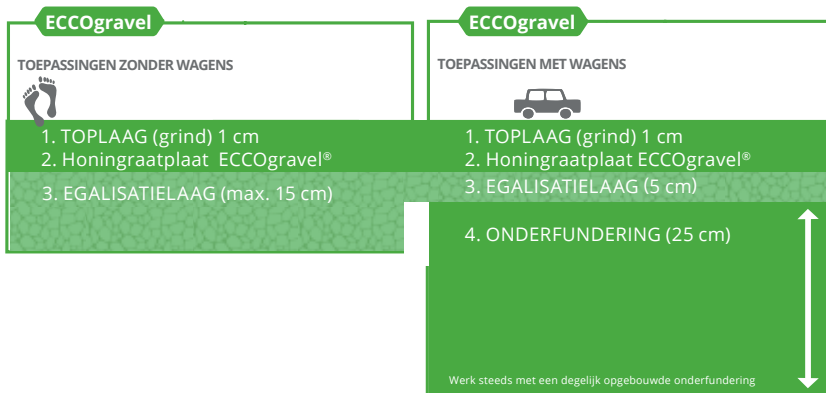 ECCOgravel
TOEPASSINGEN ZONDER WAGENS
1. TOPLAAG (grind) 1 cm
2. Honingraatplaat ECCOgravel®
3. EGALISATIELAAG (max. 15 cm)
ECCOgravel
TOEPASSINGEN MET WAGENS
1. TOPLAAG (grind) 1 cm
2. Honingraatplaat ECCOgravel®
3. EGALISATIELAAG (5 cm)
4. ONDERFUNDERING (25 cm)
Werk steeds met een degelijk opgebouwde onderfundering